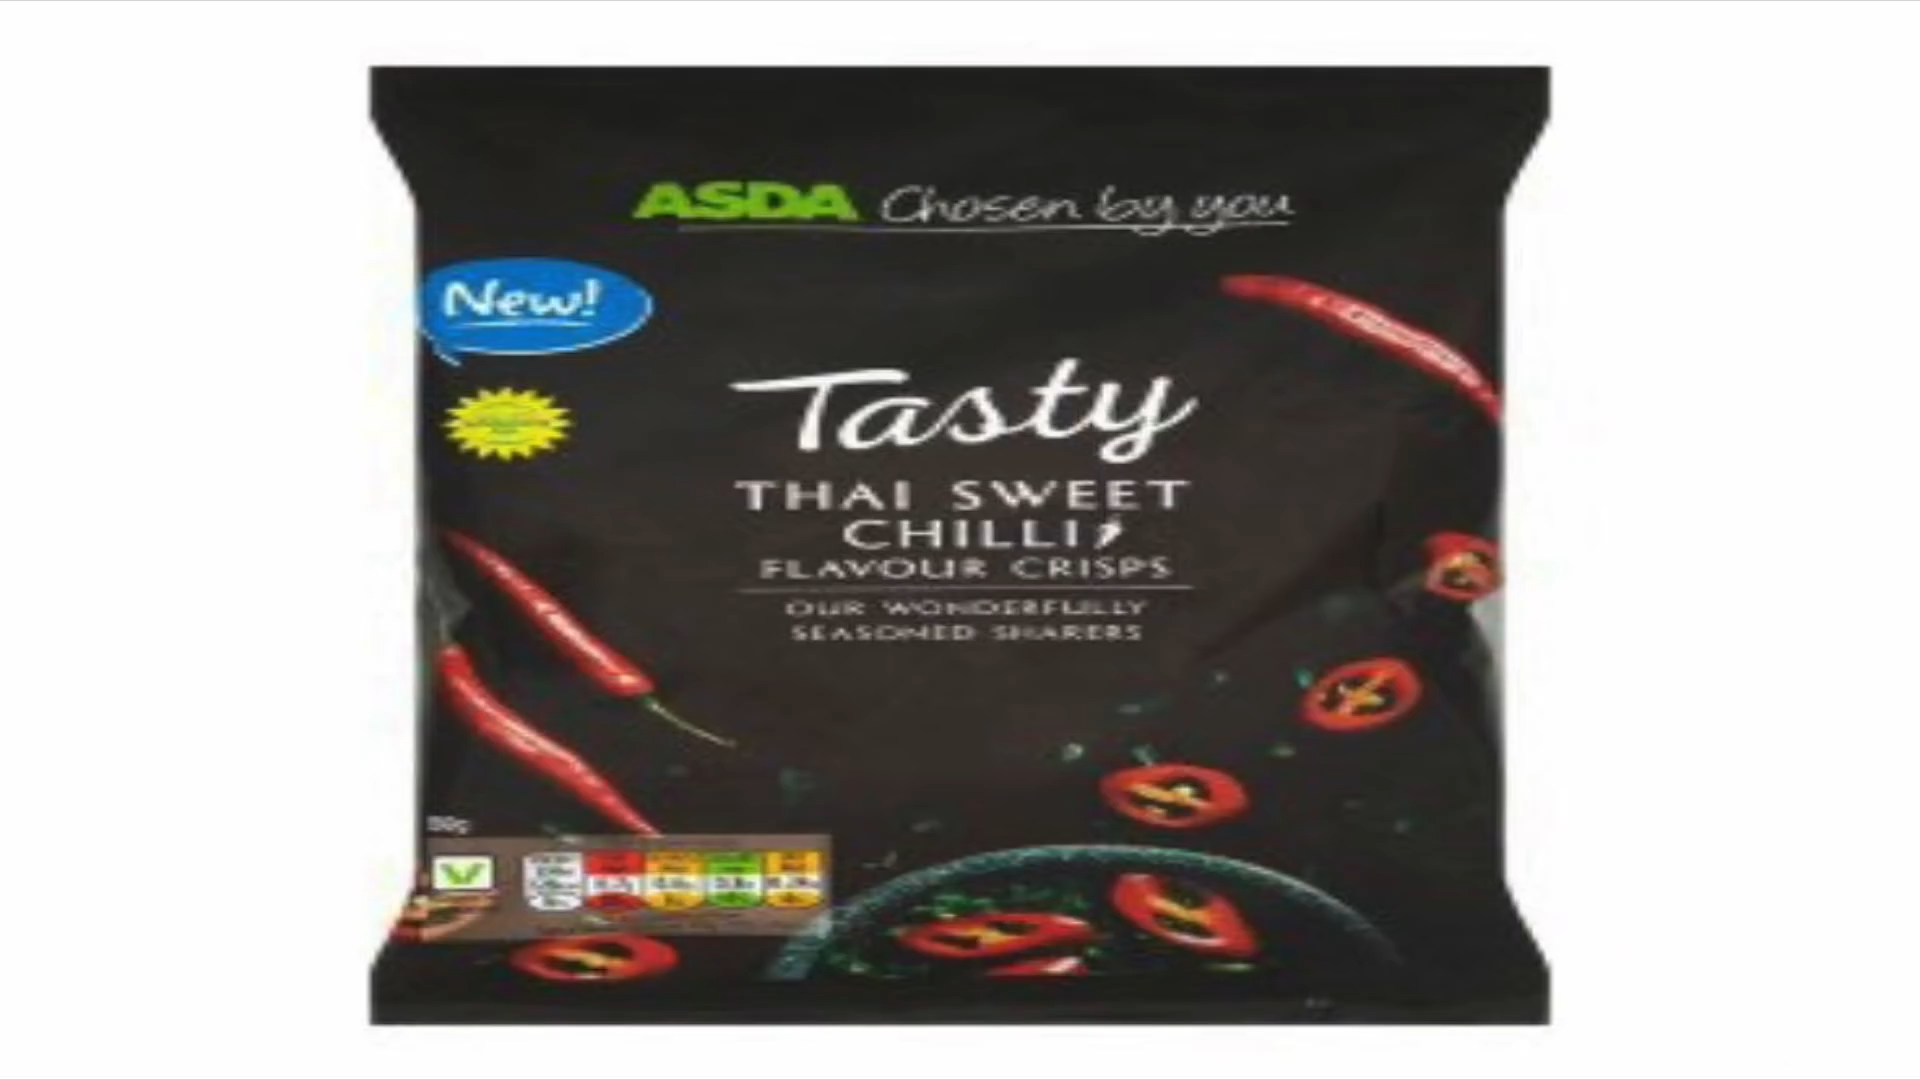 ASDA Chosen by you
New!
Tasty
THAI SWEET
CHILLI
FLAVOUR CRISPS
OUR WONDERFULLY
SEASONED SHARERS
V